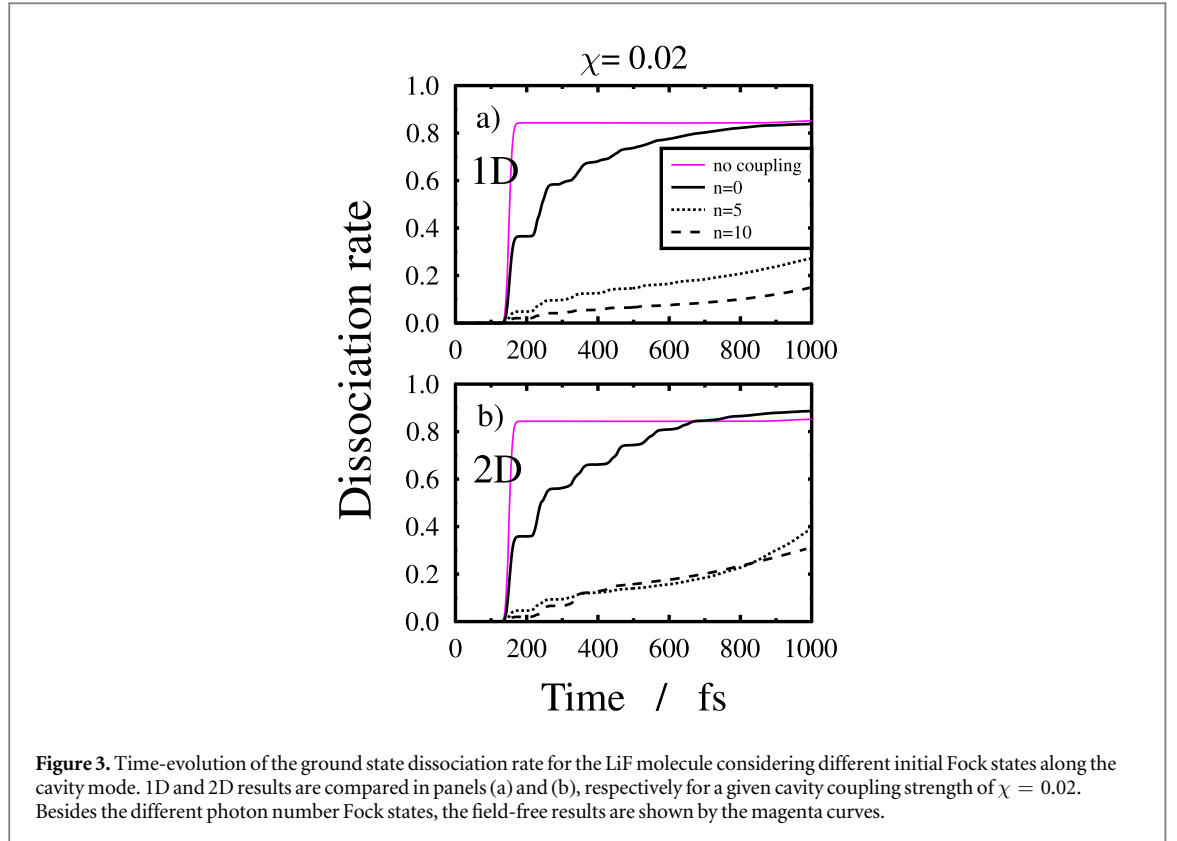 χ= 0.02
Dissociation rate
1.0
0.8
0.6
0.4
0.2
0.0
a)
1D
no coupling
n=0
n=5
n=10
0 200 400 600 800 1000
1.0
0.8
0.6
0.4
0.2
0.0
b)
2D
0 200 400 600 800 1000
Time / fs
Figure 3. Time-evolution of the ground state dissociation rate for the LiF molecule considering different initial Fock states along the
cavity mode. 1D and 2D results are compared in panels (a) and (b), respectively for a given cavity coupling strength of χ = 0.02.
Besides the different photon number Fock states, the field-free results are shown by the magenta curves.